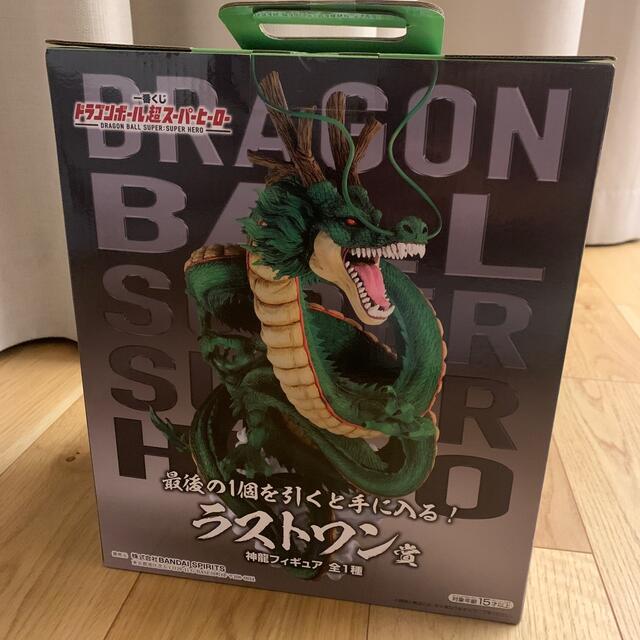 一番くじ
ドラゴンボール超スーパーヒーロー
DRAGON BALL SUPER:SUPER HERO
DRAGON
BALL
SUPER
SUPER
HERO
最後の1個を引くと手に入る!
ラストワン賞
神龍フィギュア 全1種
発売元 株式会社BANDAI SPIRITS
対象年齢15才以上